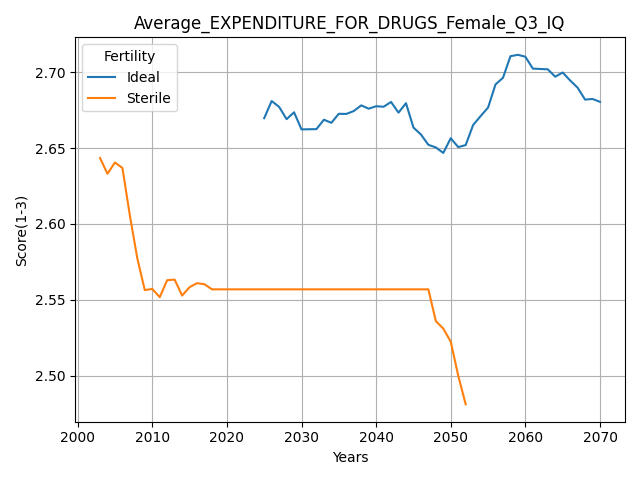 Average_EXPENDITURE_FOR_DRUGS_Female_Q3_IQ
Fertility
Ideal
Sterile
Score(1-3)
2.70
2.65
2.60
2.55
2.50
2000 2010 2020 2030 2040 2050 2060 2070
Years